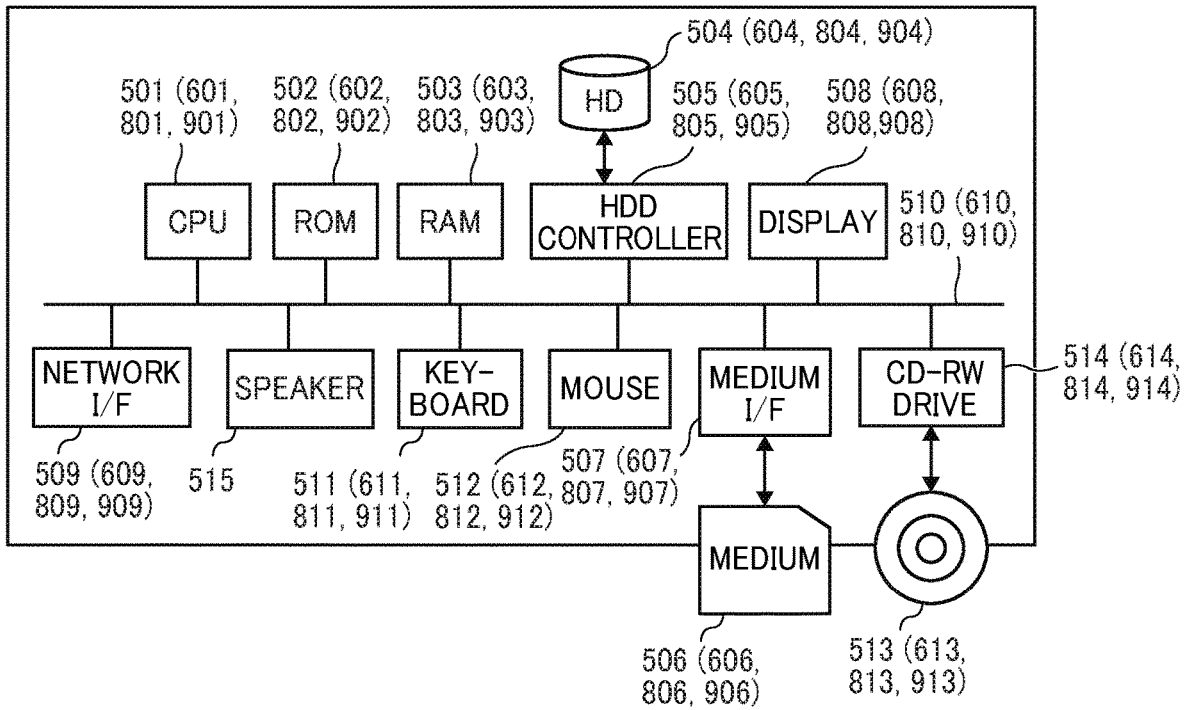 504 (604, 804, 904)
HD
501 (601,
801, 901)
502 (602,
802, 902)
503 (603,
803, 903)
505 (605,
805, 905)
508 (608,
808,908)
CPU
ROM
RAM
HDD
CONTROLLER
DISPLAY
510 (610,
810, 910)
NETWORK
I/F
SPEAKER
KEY-
BOARD
MOUSE
MEDIUM
I/F
CD-RW
DRIVE
514 (614,
814, 914)
509 (609,
809, 909)
515
511 (611,
811, 911)
512 (612,
812, 912)
507 (607,
807, 907)
MEDIUM
506 (606,
806, 906)
513 (613,
813, 913)